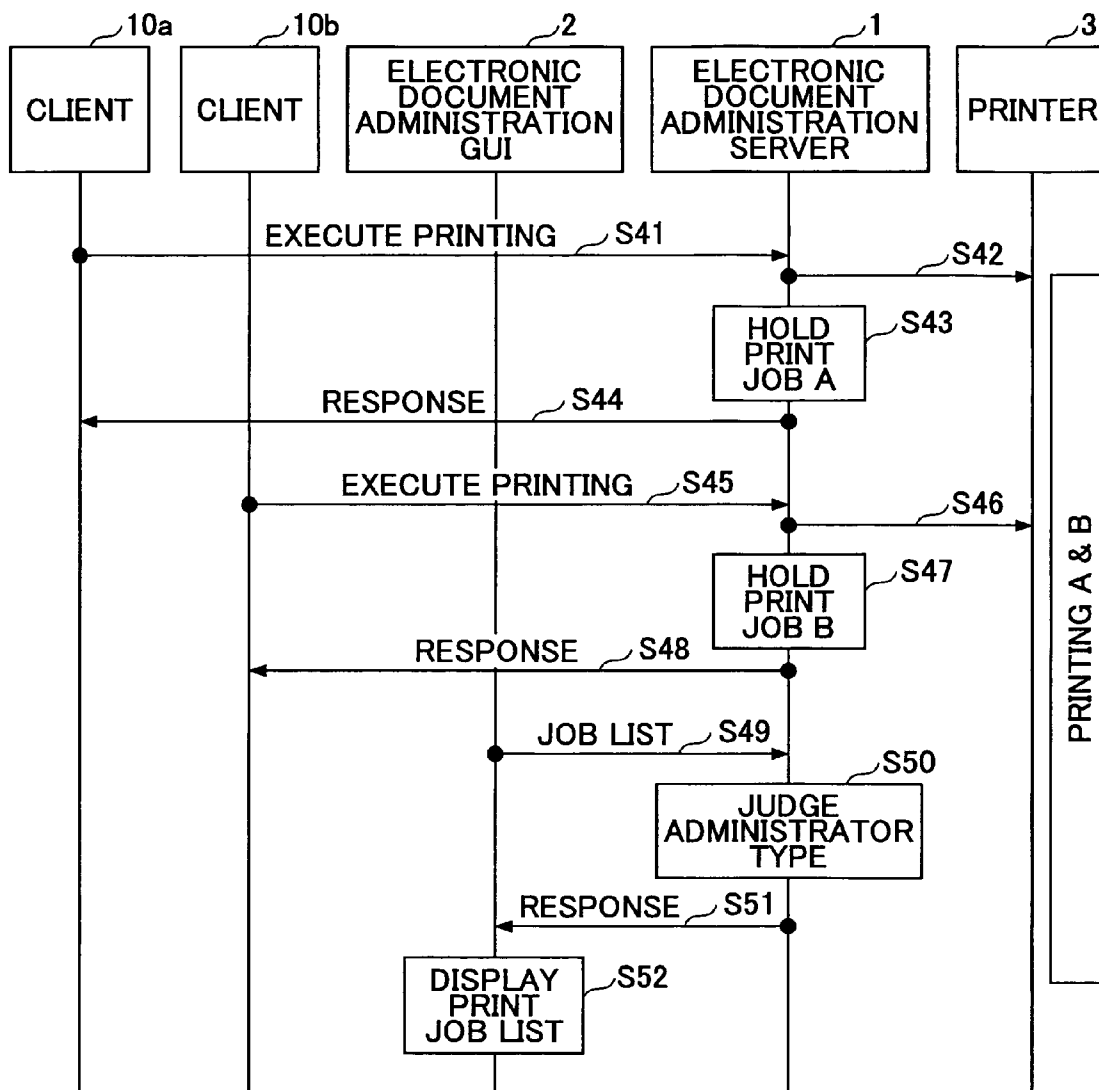 10a
10b
2
1
3
CLIENT
CLIENT
ELECTRONIC
DOCUMENT
ADMINISTRATION
GUI
ELECTRONIC
DOCUMENT
ADMINISTRATION
SERVER
PRINTER
EXECUTE PRINTING
S41
S42
HOLD
PRINT
JOB A
S43
RESPONSE
S44
EXECUTE PRINTING
S45
S46
HOLD
PRINT
JOB B
S47
RESPONSE
S48
JOB LIST
S49
S50
JUDGE
ADMINISTRATOR
TYPE
RESPONSE
S51
DISPLAY
PRINT
JOB LIST
S52
PRINTING A & B